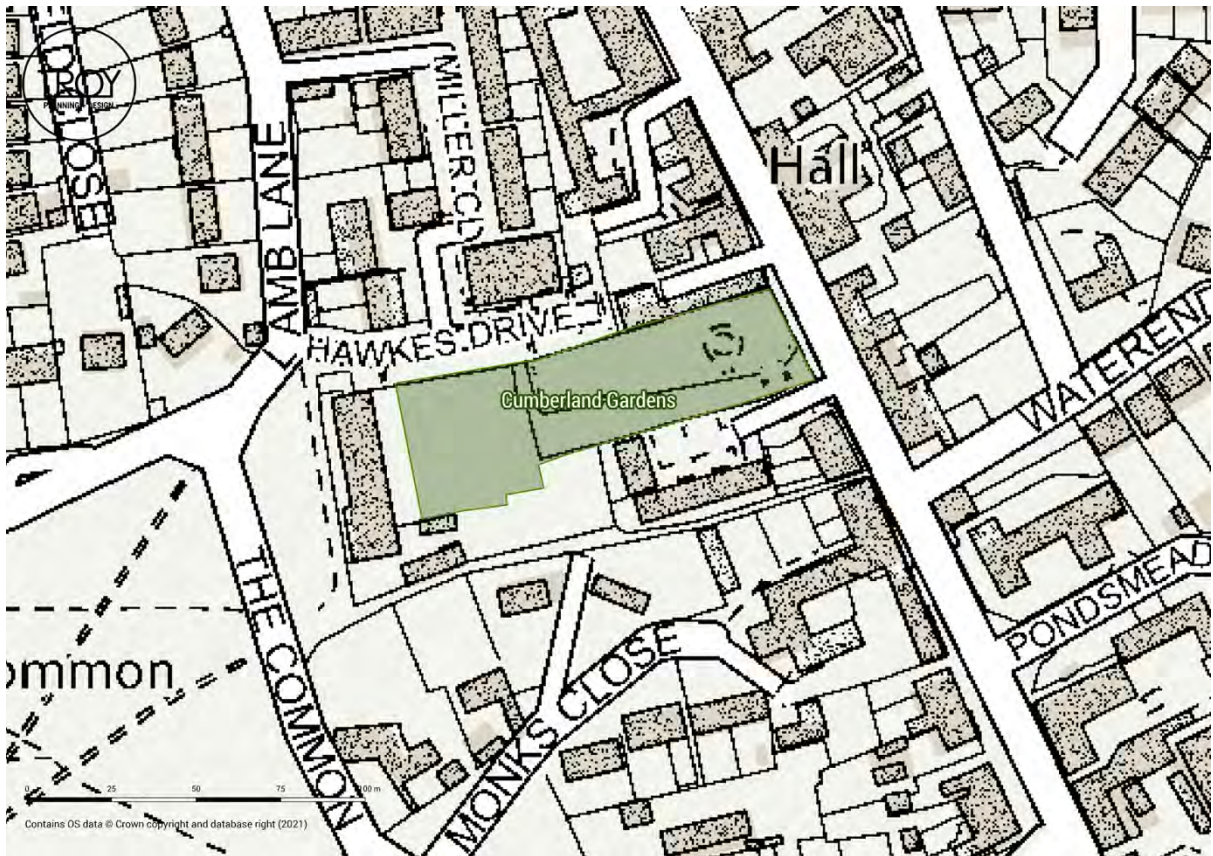 TROY
PLANNING + DESIGN
AMB LANE
MILLER CL
Hall
HAWKES DRIVE
Cumberland Gardens
WATEREND
PONDSMEAD
THE COMMON
ommon
MONKS CLOSE
0 25 50 75 100 m
Contains OS data © Crown copyright and database right (2021)